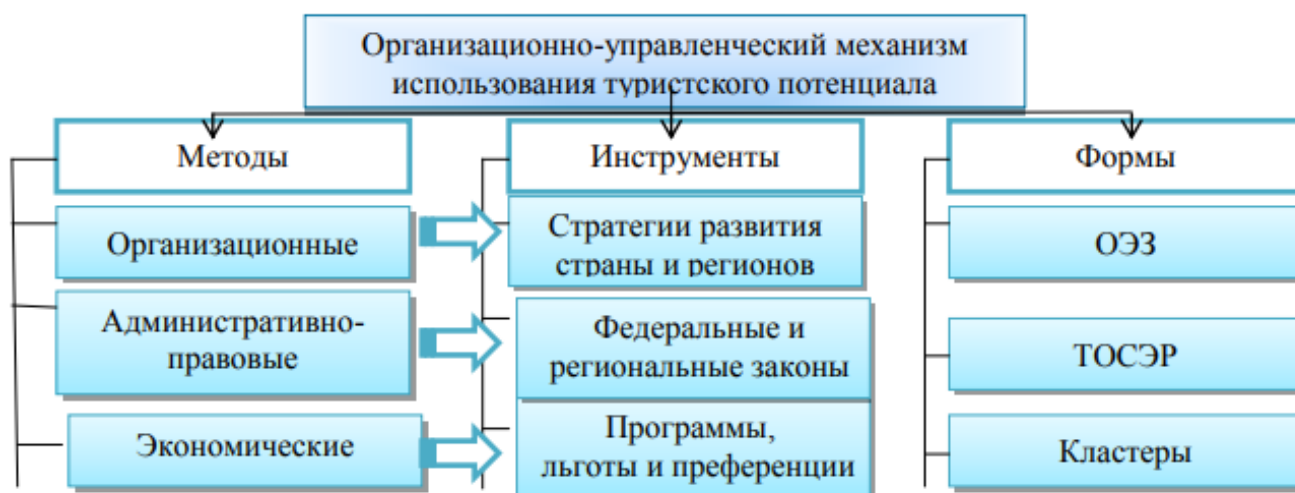 Организационно-управленческий механизм
использования туристского потенциала
Методы
Инструменты
Формы
Организационные
Стратегии развития
страны и регионов
ОЭЗ
Административно-
правовые
Федеральные и
региональные законы
ТОСЭР
Экономические
Программы,
льготы и преференции
Кластеры